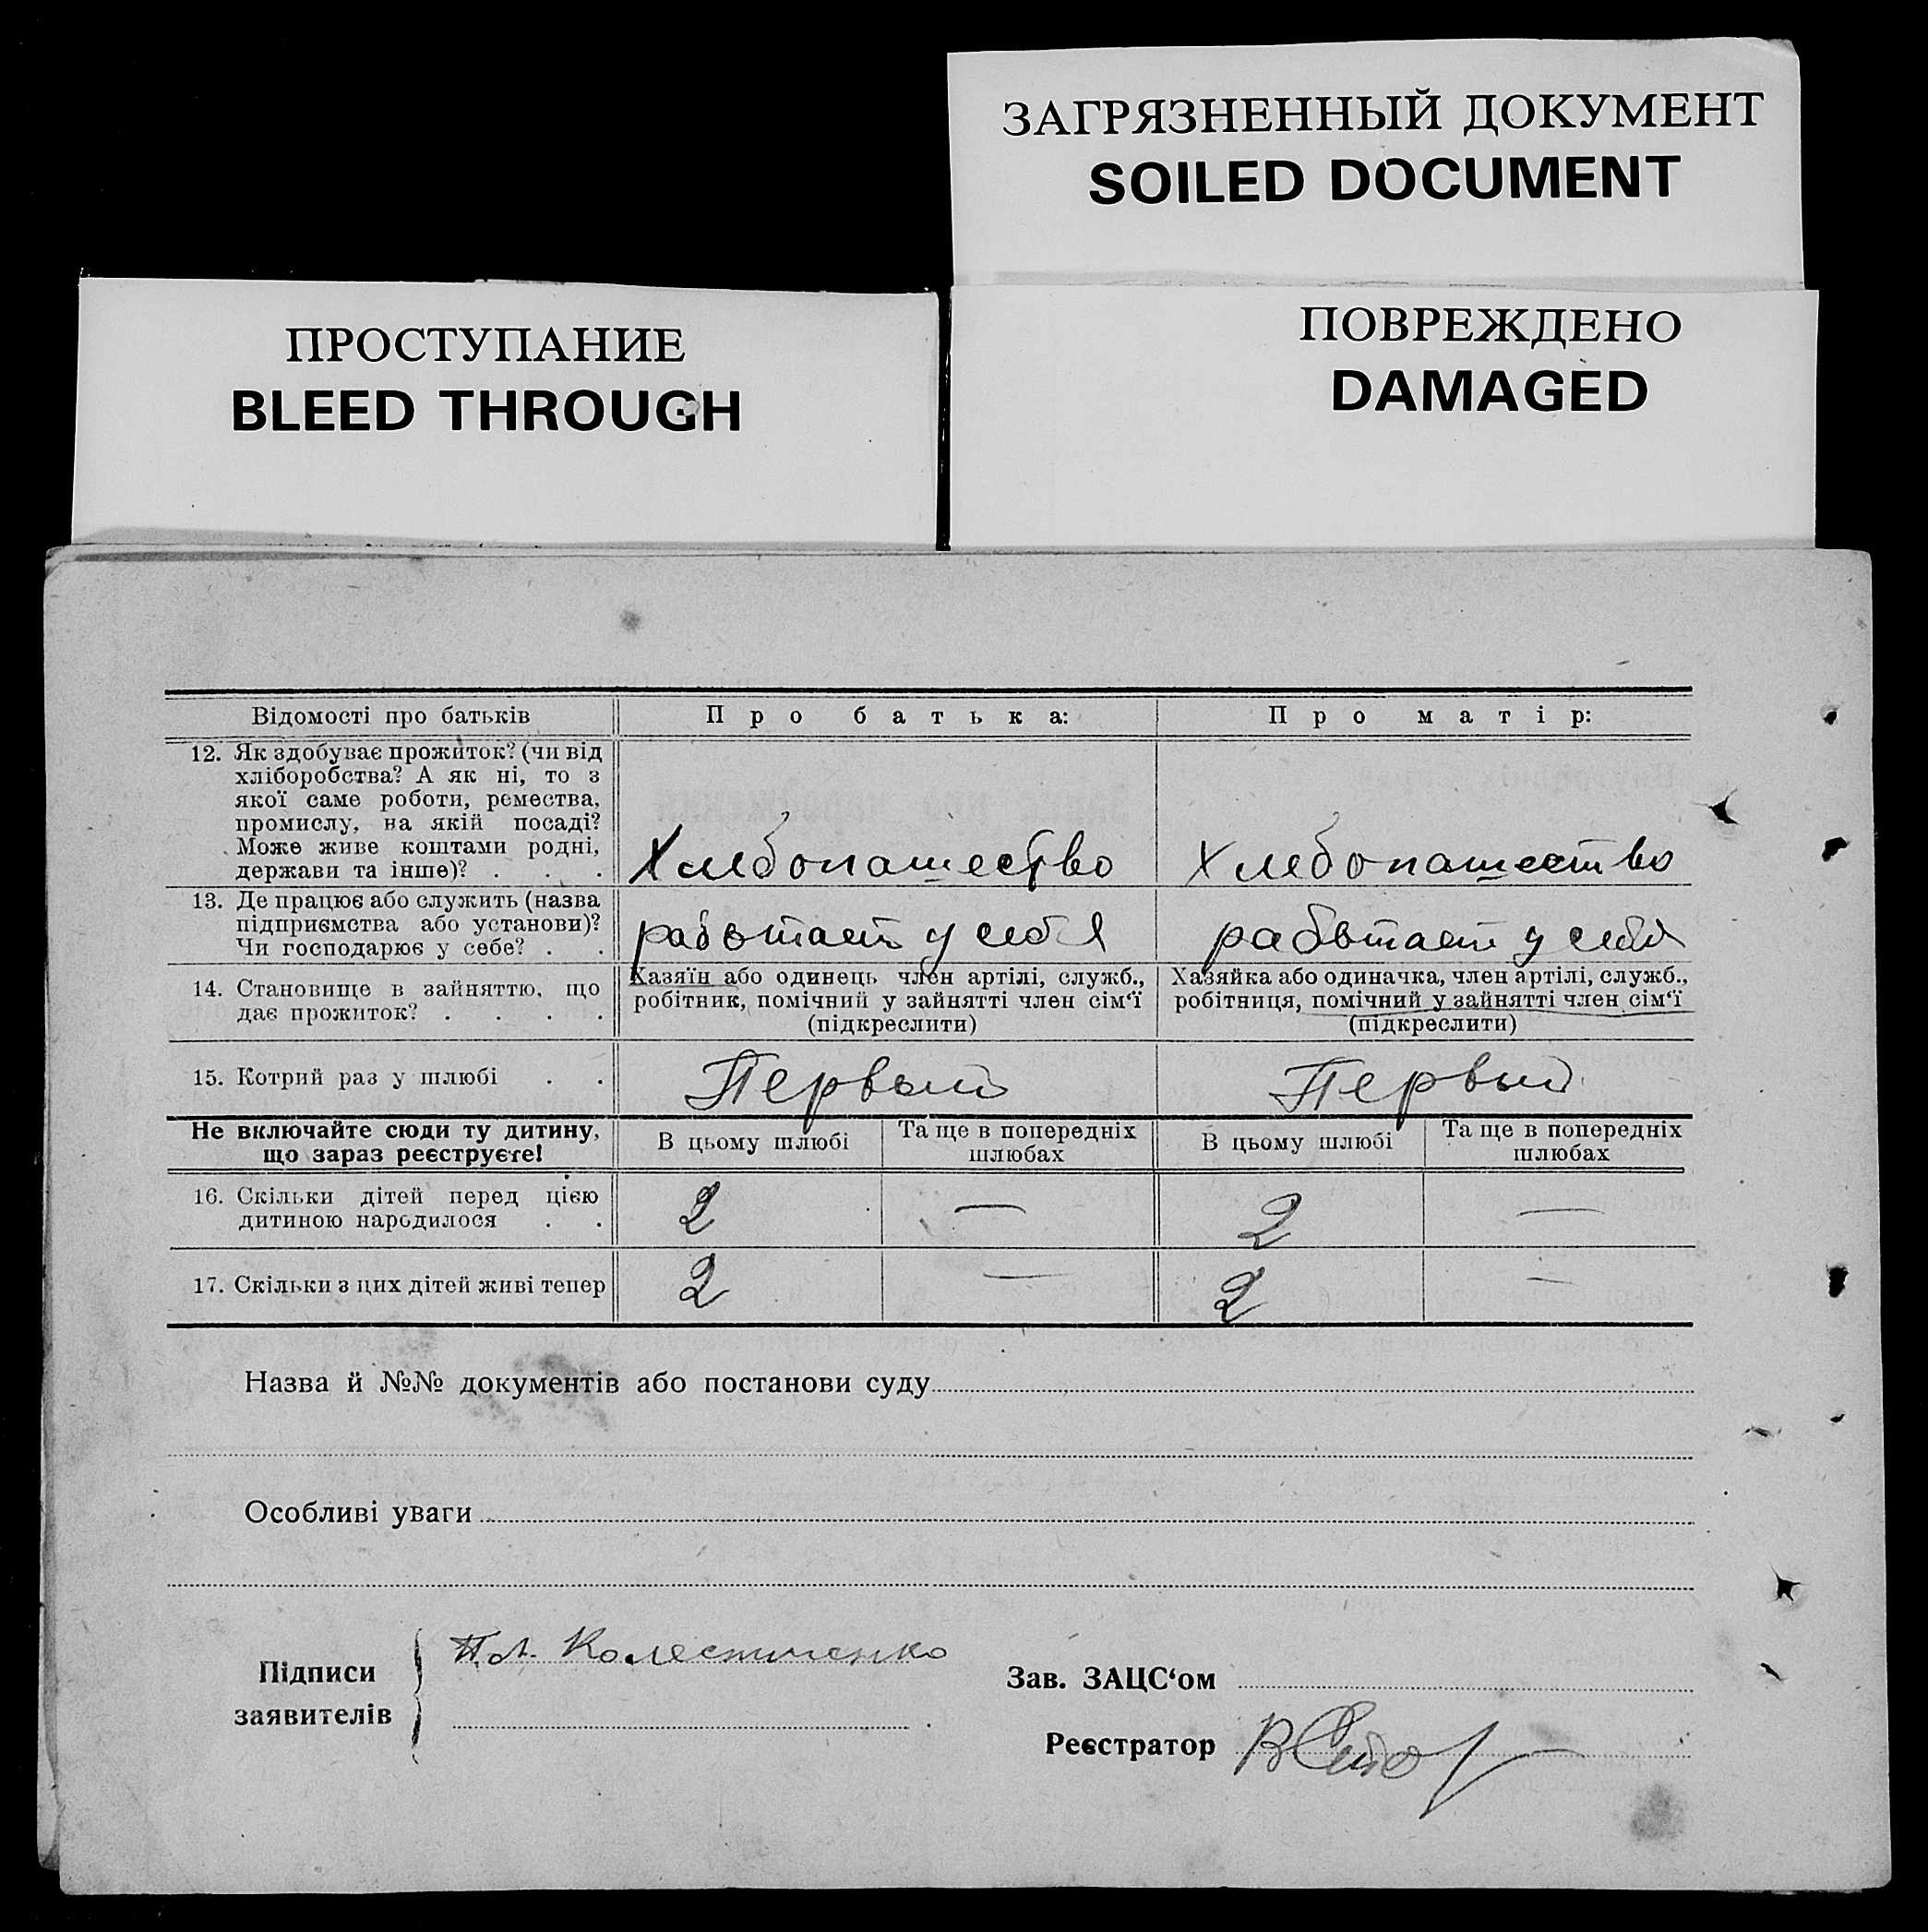 ЗАГРЯЗНЕННЫЙ ДОКУМЕНТ
SOILED DOCUMENT
ПРОСТУПАНИЕ
BLEED THROUGH
ПОВРЕЖДЕНО
DAMAGED
Відомості про батьків
Про батька:
Про матір:
12. Як здобуває прожиток? (чи від
хліборобства? А як ні, то з
якої саме роботи, ремества,
промислу, на якій посаді?
Може живе коштами родні,
держави та інше)? . . .
Хлебопашество
Хлебопашество
13. Де працює або служить (назва
підприємства або установи)?
Чи господарює у себе? . .
работает у себя
работает у себя
14. Становище в зайняттю, що
дає прожиток? . . . .
Хазяїн або одинець член артілі, служб.,
робітник, помічний у зайнятті член сім‘ї
(підкреслити)
Хазяйка або одиначка, член артілі, служб.,
робітниця, помічний у зайнятті член сім‘ї
(підкреслити)
15. Котрий раз у шлюбі . .
Первый
Первый
Не включайте сюди ту дитину,
що зараз реєструєте!
В цьому шлюбі
Та ще в попередніх
шлюбах
В цьому шлюбі
Та ще в попередніх
шлюбах
16. Скільки дітей перед цією
дитиною народилося . .
2
—
2
—
17. Скільки з цих дітей живі тепер
2
—
2
—
Назва й №№ документів або постанови суду
Особливі уваги
Підписи
заявителів
Колестиченко
Зав. ЗАЦС‘ом
Реєстратор